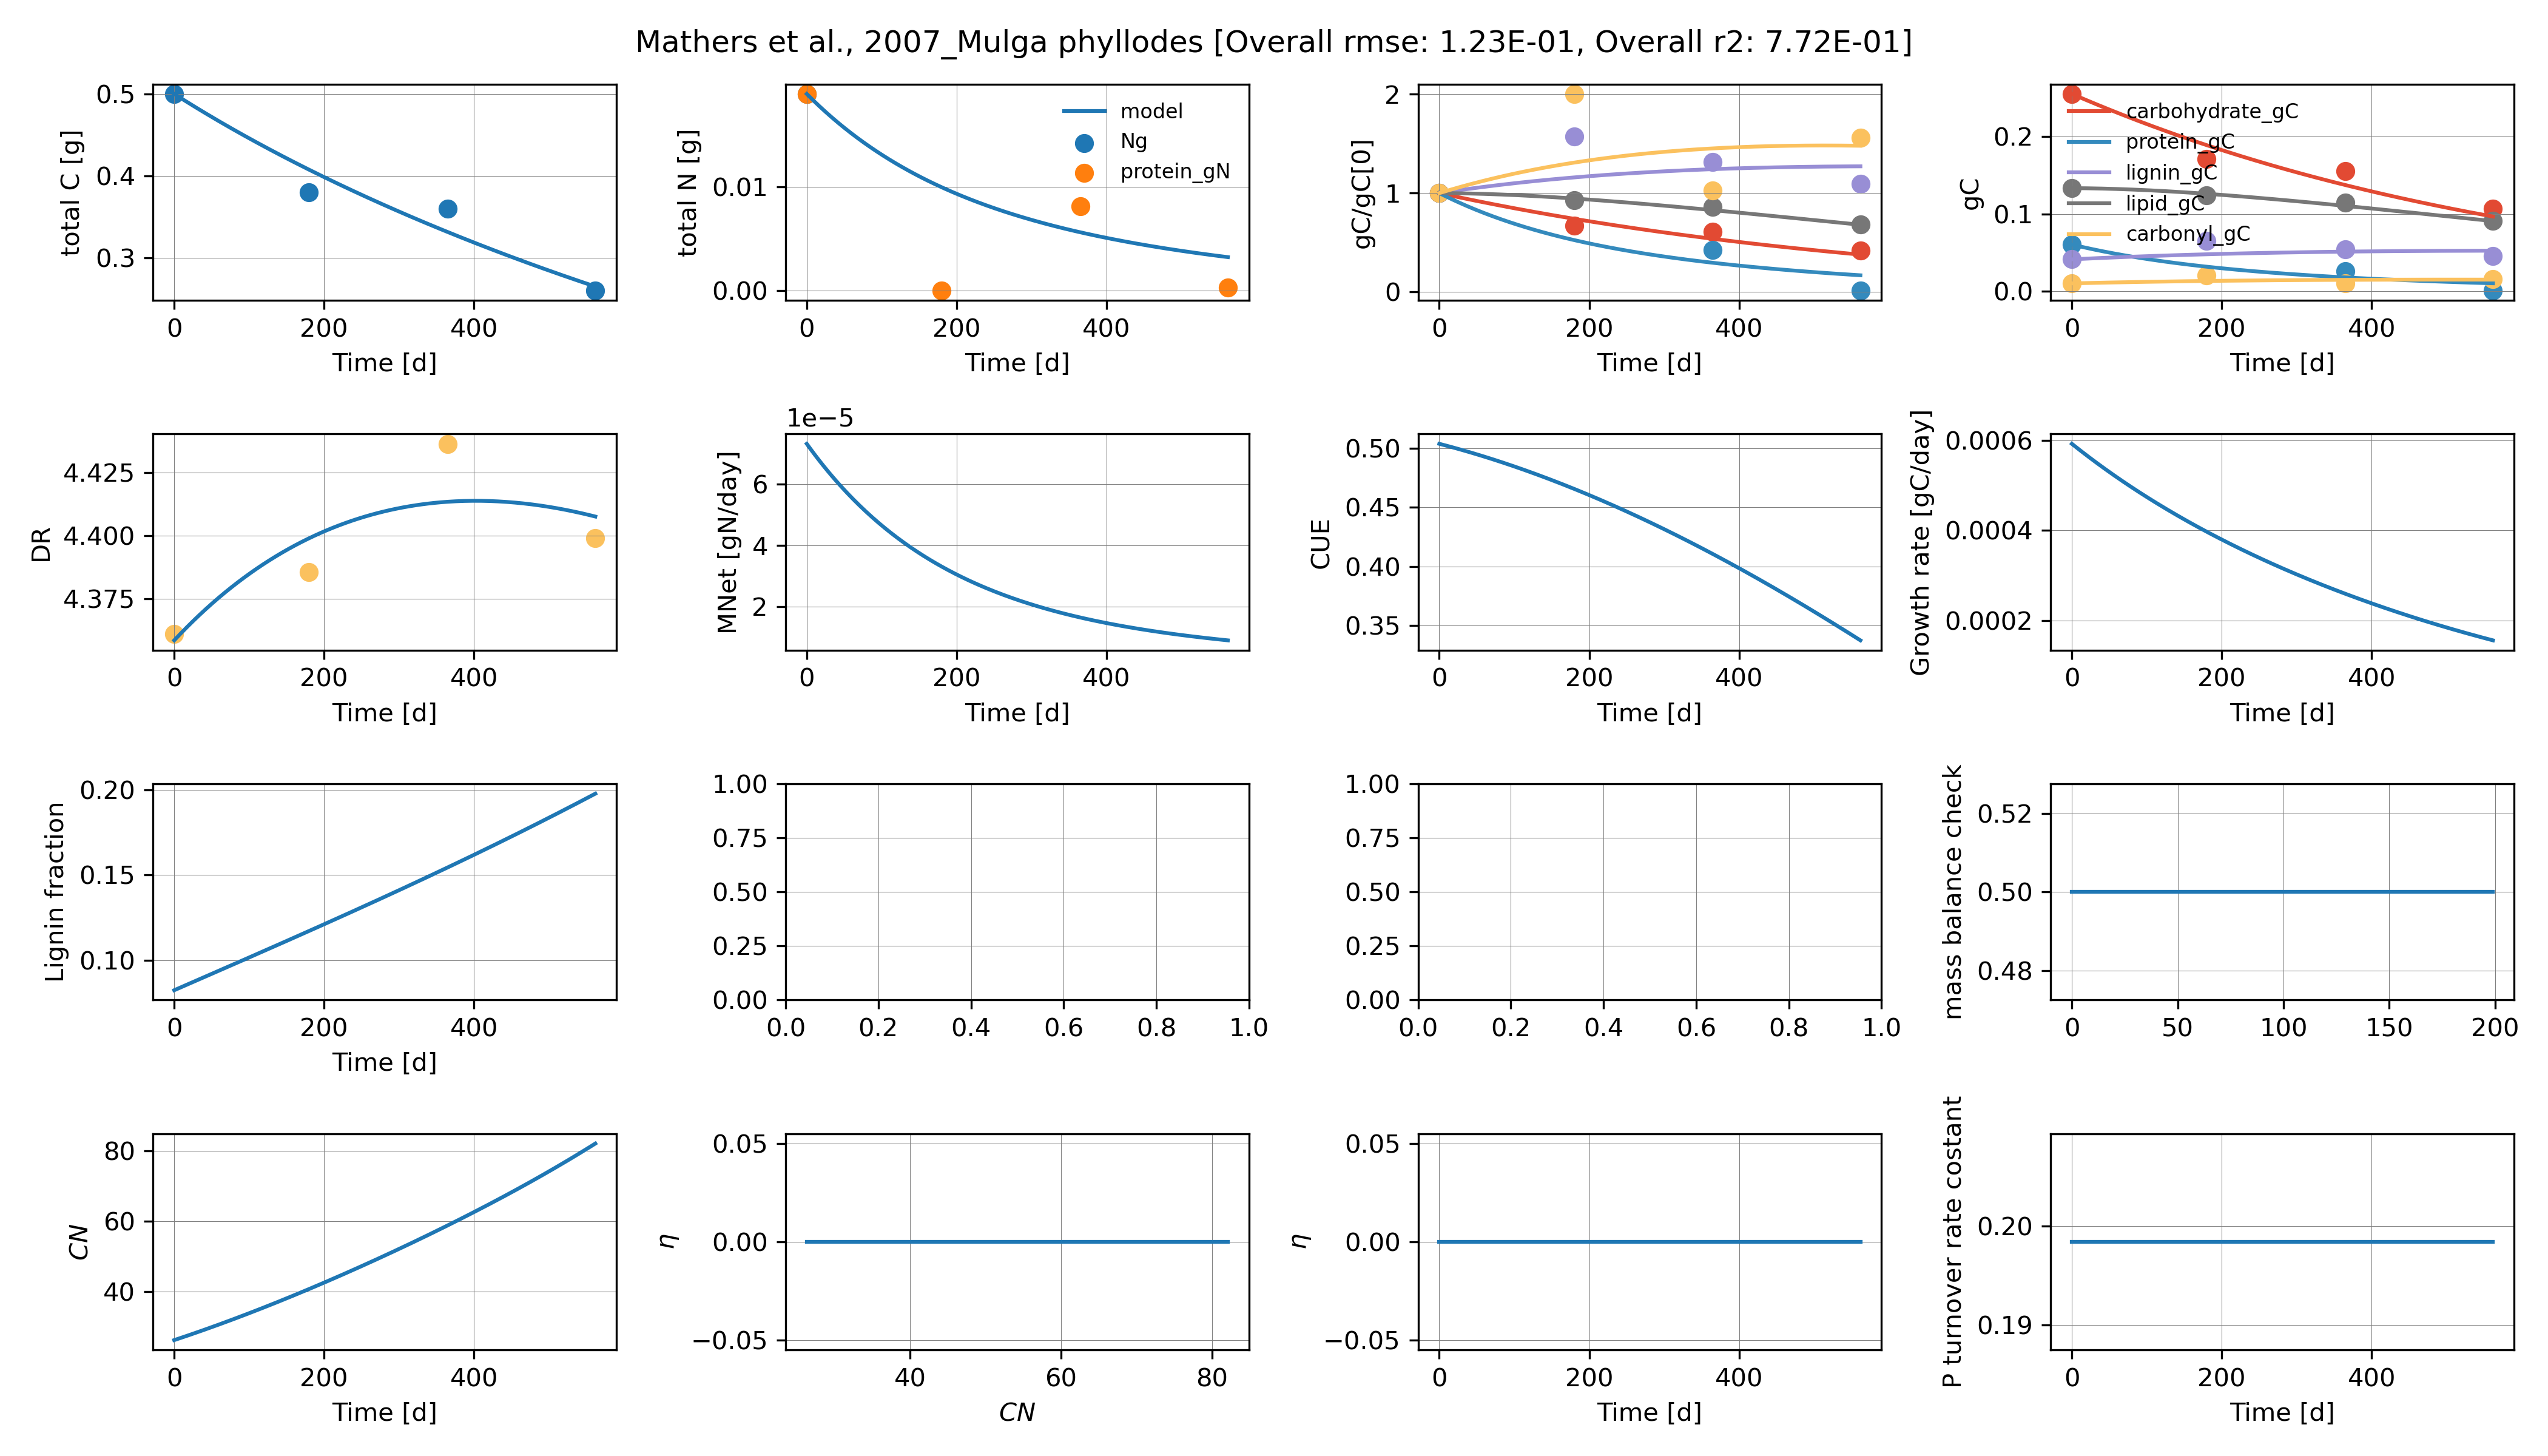 Mathers et al., 2007_Mulga phyllodes [Overall rmse: 1.23E-01, Overall r2: 7.72E-01]
total C [g]
0.5
0.4
0.3
0 200 400
Time [d]
total N [g]
0.01
0.00
model
Ng
protein_gN
0 200 400
Time [d]
gC/gC[0]
2
1
0
0 200 400
Time [d]
gC
0.2
0.1
0.0
carbohydrate_gC
protein_gC
lignin_gC
lipid_gC
carbonyl_gC
0 200 400
Time [d]
DR
4.425
4.400
4.375
0 200 400
Time [d]
1e−5
MNet [gN/day]
6
4
2
0 200 400
Time [d]
CUE
0.50
0.45
0.40
0.35
0 200 400
Time [d]
Growth rate [gC/day]
0.0006
0.0004
0.0002
0 200 400
Time [d]
Lignin fraction
0.20
0.15
0.10
0 200 400
Time [d]
1.00
0.75
0.50
0.25
0.00
0.0 0.2 0.4 0.6 0.8 1.0
1.00
0.75
0.50
0.25
0.00
0.0 0.2 0.4 0.6 0.8 1.0
mass balance check
0.52
0.50
0.48
0 50 100 150 200
CN
80
60
40
0 200 400
Time [d]
η
0.05
0.00
−0.05
40 60 80
CN
η
0.05
0.00
−0.05
0 200 400
Time [d]
P turnover rate costant
0.20
0.19
0 200 400
Time [d]